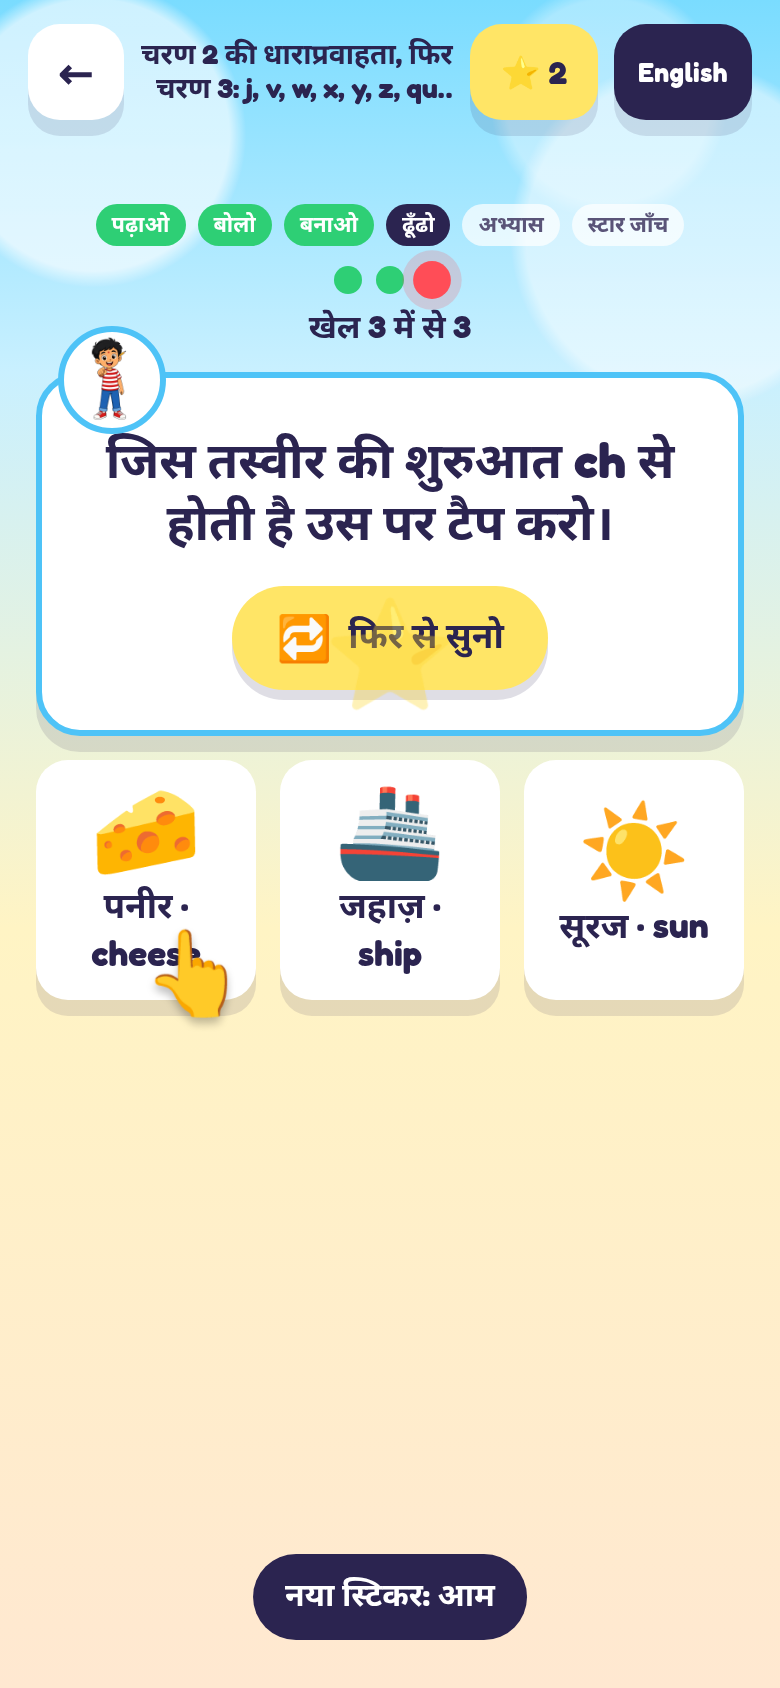 ←
चरण 2 की धाराप्रवाहता, फिर
चरण 3: j, v, w, x, y, z, qu..
2
English
पढ़ाओ
बोलो
बनाओ
ढूँढो
अभ्यास
स्टार जाँच
खेल 3 में से 3
जिस तस्वीर की शुरुआत ch से
होती है उस पर टैप करो।
फिर से सुनो
पनीर ·
cheese
जहाज़ ·
ship
सूरज · sun
नया स्टिकर: आम